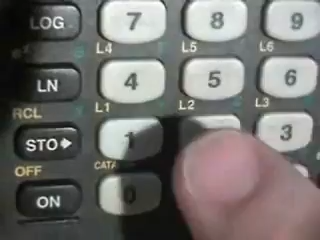 LOG 7 8 9
L4 L5 L6
LN 4 5 6
RCL L1 L2 L3
STO▸ 1 3
OFF CATA
ON 0